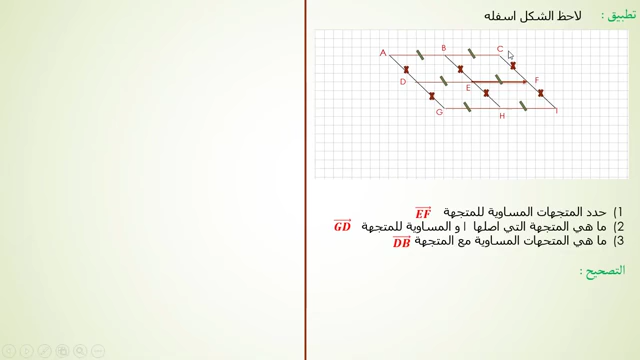 تطبيق : لاحظ الشكل اسفله
A B C
D E F
G H I
1) حدد المتجهات المساوية للمتجهة EF
2) ما هي المتجهة التي اصلها I و المساوية للمتجهة GD
3) ما هي المتجهات المساوية مع المتجهة DB
التصحيح :